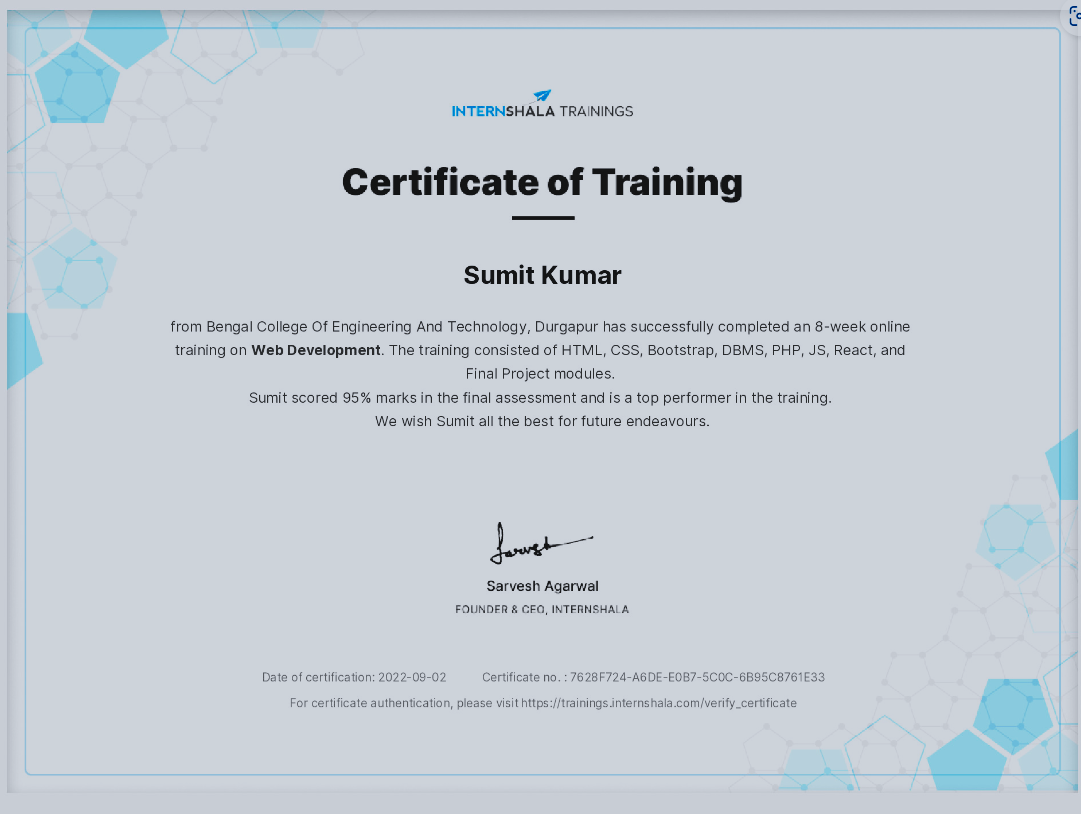 INTERNSHALA TRAININGS
Certificate of Training
Sumit Kumar
from Bengal College Of Engineering And Technology, Durgapur has successfully completed an 8-week online
training on Web Development. The training consisted of HTML, CSS, Bootstrap, DBMS, PHP, JS, React, and
Final Project modules.
Sumit scored 95% marks in the final assessment and is a top performer in the training.
We wish Sumit all the best for future endeavours.
Sarvesh Agarwal
FOUNDER & CEO, INTERNSHALA
Date of certification: 2022-09-02 Certificate no. : 7628F724-A6DE-E0B7-5C0C-6B95C8761E33
For certificate authentication, please visit https://trainings.internshala.com/verify_certificate